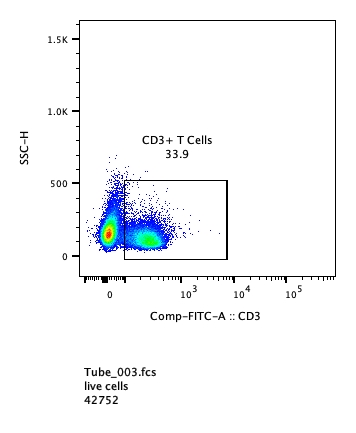 1.5K
1.0K
500
0
SSC-H
CD3+ T Cells
33.9
0 10³ 10⁴ 10⁵
Comp-FITC-A :: CD3
Tube_003.fcs
live cells
42752